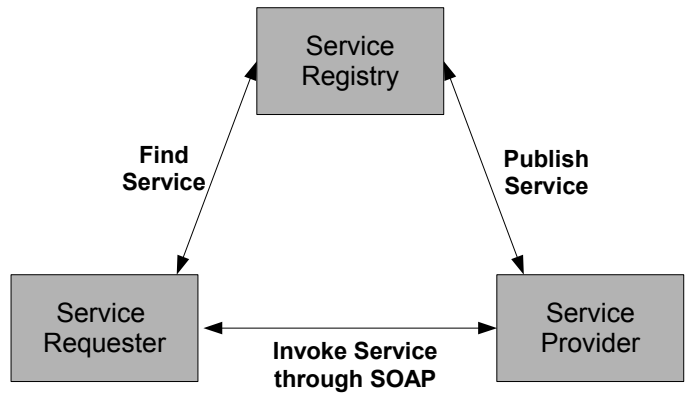 Service
Registry
Find
Service
Publish
Service
Service
Requester
Service
Provider
Invoke Service
through SOAP